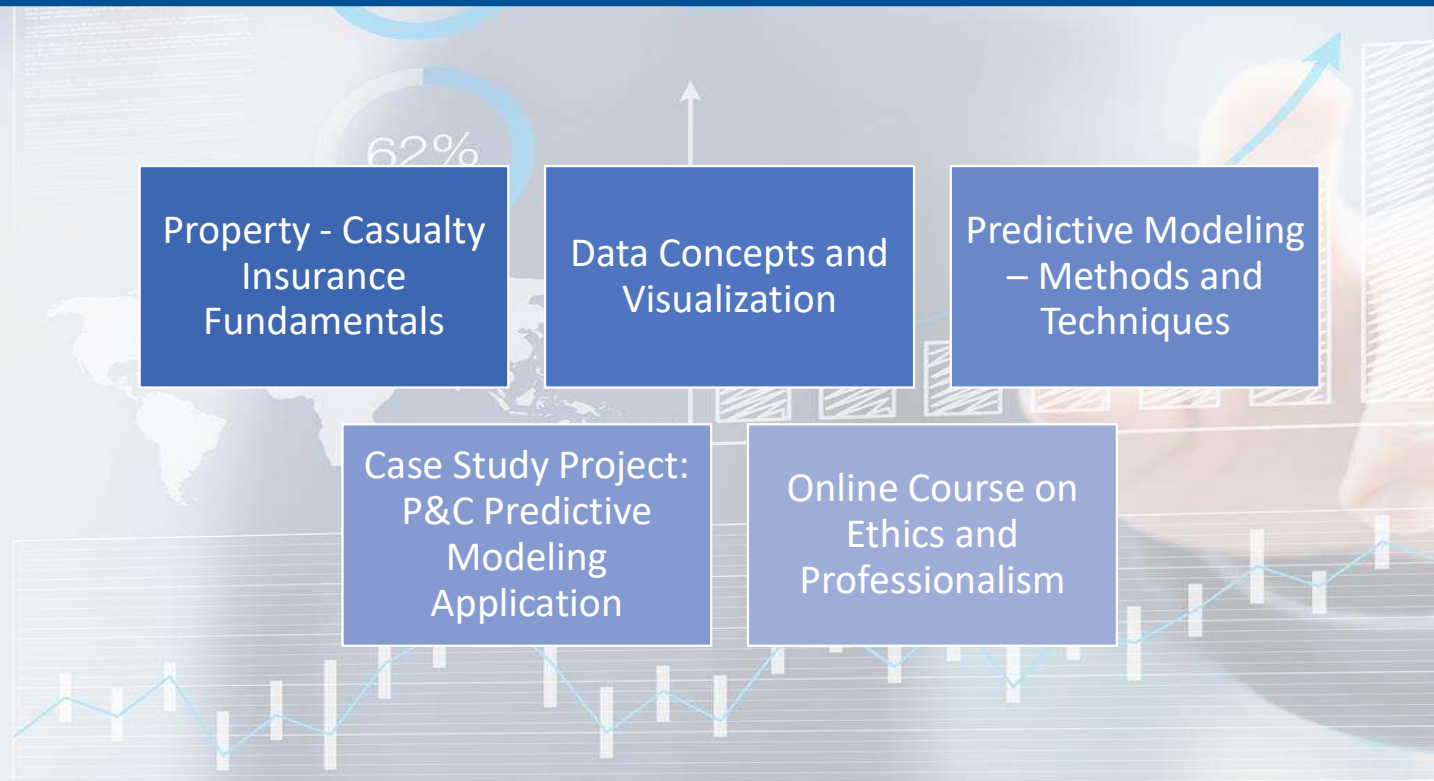 62%
Property - Casualty
Insurance
Fundamentals
Data Concepts and
Visualization
Predictive Modeling
– Methods and
Techniques
Case Study Project:
P&C Predictive
Modeling
Application
Online Course on
Ethics and
Professionalism